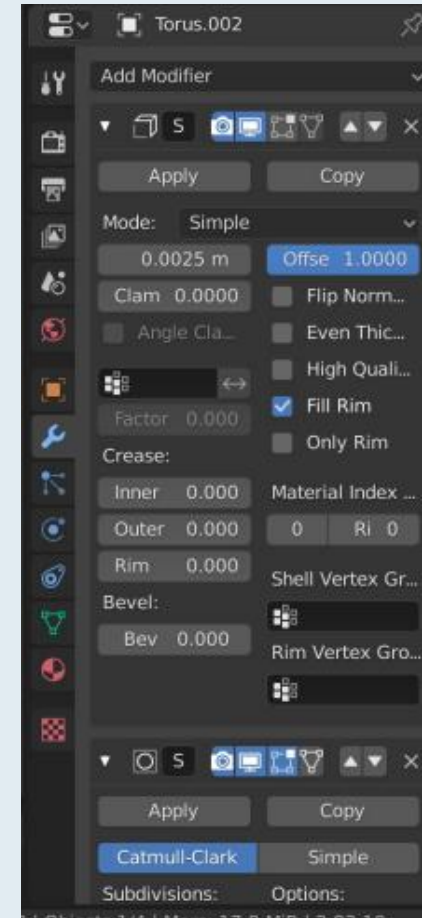 Torus.002
Add Modifier
S
Apply Copy
Mode: Simple
0.0025 m Offse 1.0000
Clam 0.0000 Flip Norm...
Angle Cla... Even Thic...
High Quali...
Factor 0.000 Fill Rim
Only Rim
Crease:
Inner 0.000 Material Index ...
Outer 0.000 0 Ri 0
Rim 0.000 Shell Vertex Gr...
Bevel:
Bev 0.000 Rim Vertex Gro...
S
Apply Copy
Catmull-Clark Simple
Subdivisions: Options: